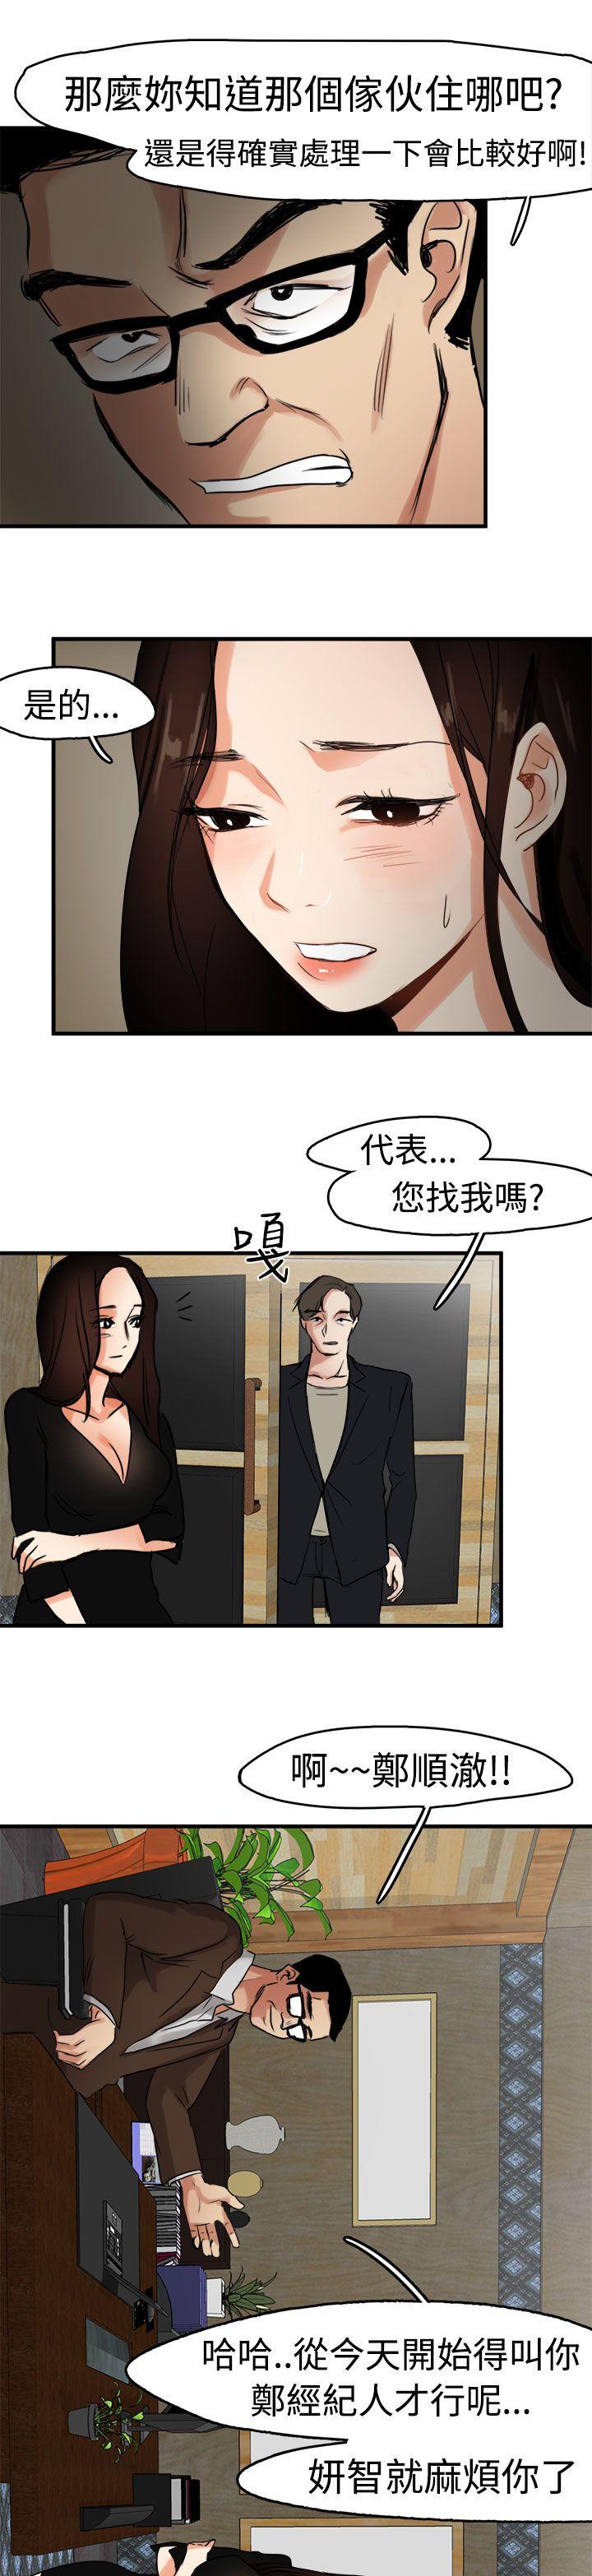 那麼妳知道那個傢伙住哪吧?
還是得確實處理一下會比較好啊!
是的...
代表...
您找我嗎?
嘎
啊~~鄭順澈!!
哈哈..從今天開始得叫你
鄭經紀人才行呢...
妍智就麻煩你了